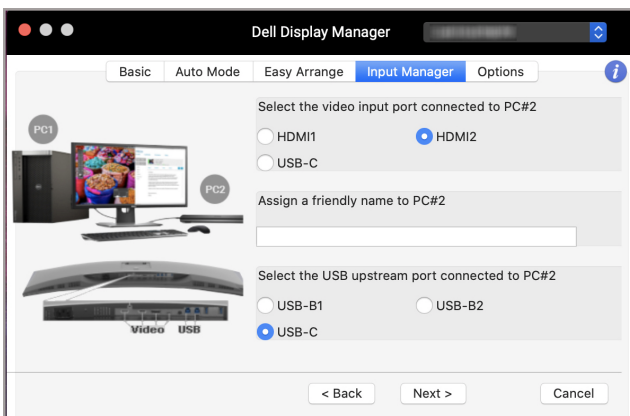 Dell Display Manager
Basic Auto Mode Easy Arrange Input Manager Options i
Select the video input port connected to PC#2
PC1
HDMI1 HDMI2
USB-C
PC2
Assign a friendly name to PC#2
Select the USB upstream port connected to PC#2
USB-B1 USB-B2
Video USB
USB-C
< Back Next > Cancel